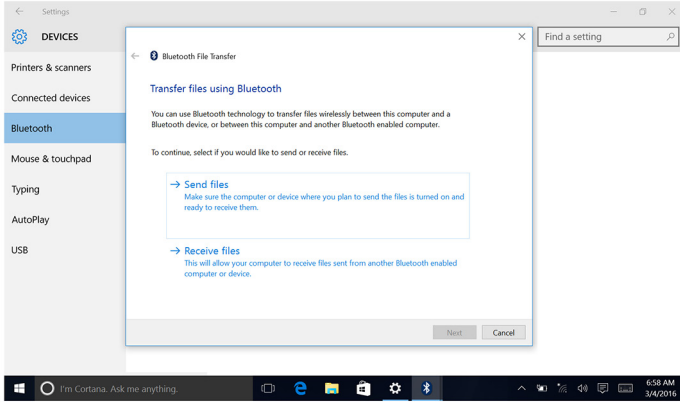 Settings
DEVICES
Find a setting
Printers & scanners
Connected devices
Bluetooth
Mouse & touchpad
Typing
AutoPlay
USB
Bluetooth File Transfer
Transfer files using Bluetooth
You can use Bluetooth technology to transfer files wirelessly between this computer and a
Bluetooth device, or between this computer and another Bluetooth enabled computer.
To continue, select if you would like to send or receive files.
Send files
Make sure the computer or device where you plan to send the files is turned on and
ready to receive them.
Receive files
This will allow your computer to receive files sent from another Bluetooth enabled
computer or device.
Next
Cancel
I'm Cortana. Ask me anything.
6:58 AM
3/4/2016